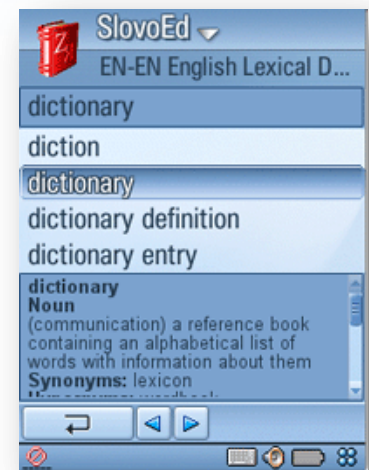 SlovoEd
EN-EN English Lexical D...
dictionary
diction
dictionary
dictionary definition
dictionary entry
dictionary
Noun
(communication) a reference book
containing an alphabetical list of
words with information about them
Synonyms: lexicon